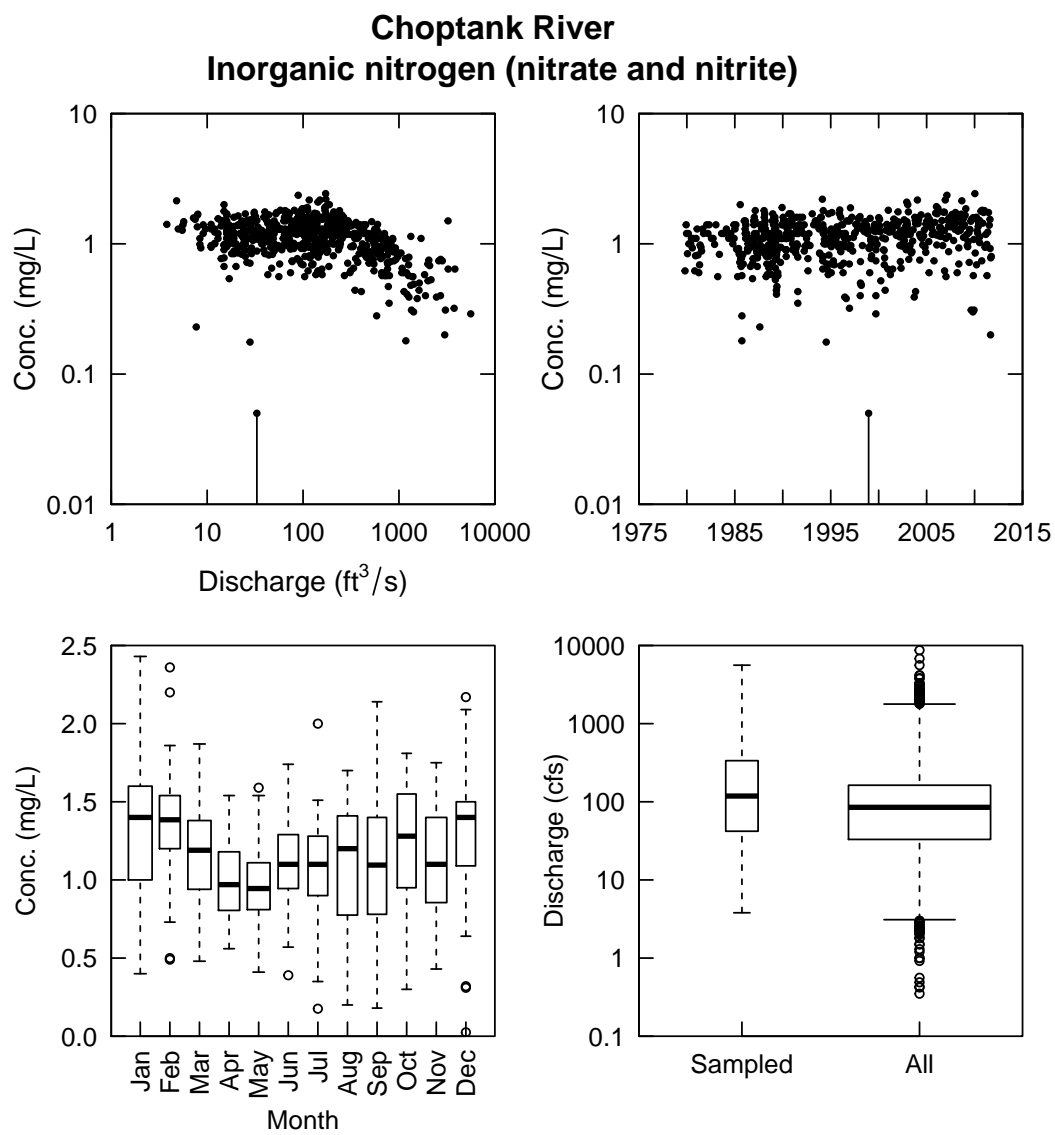 Choptank River
Inorganic nitrogen (nitrate and nitrite)
10
1
0.1
0.01
Conc. (mg/L)
1 10 100 1000 10000
Discharge (ft³/s)
10
1
0.1
0.01
Conc. (mg/L)
1975 1985 1995 2005 2015
2.5
2.0
1.5
1.0
0.5
0.0
Conc. (mg/L)
Jan Feb Mar Apr May Jun Jul Aug Sep Oct Nov Dec
Month
10000
1000
100
10
1
0.1
Discharge (cfs)
Sampled All